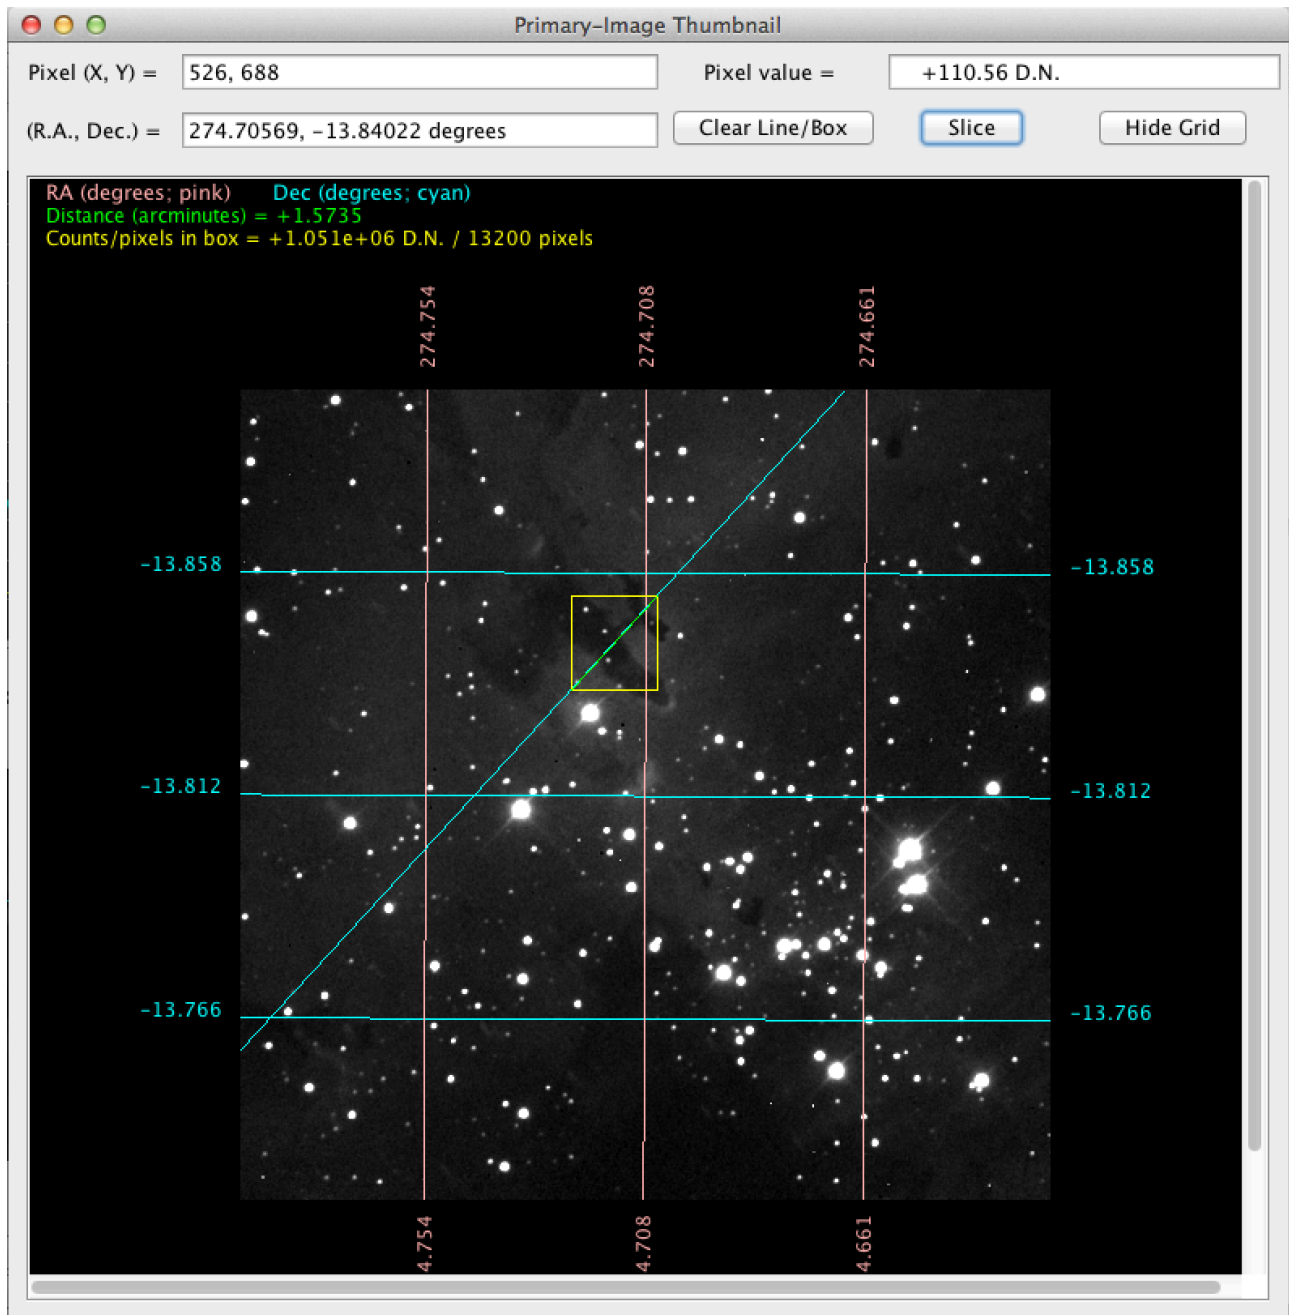 Primary-Image Thumbnail
Pixel (X, Y) = 526, 688 Pixel value = +110.56 D.N.
(R.A., Dec.) = 274.70569, -13.84022 degrees Clear Line/Box Slice Hide Grid
RA (degrees; pink) Dec (degrees; cyan)
Distance (arcminutes) = +1.5735
Counts/pixels in box = +1.051e+06 D.N. / 13200 pixels
274.754 274.708 274.661
-13.858 -13.858
-13.812 -13.812
-13.766 -13.766
4.754 4.708 4.661